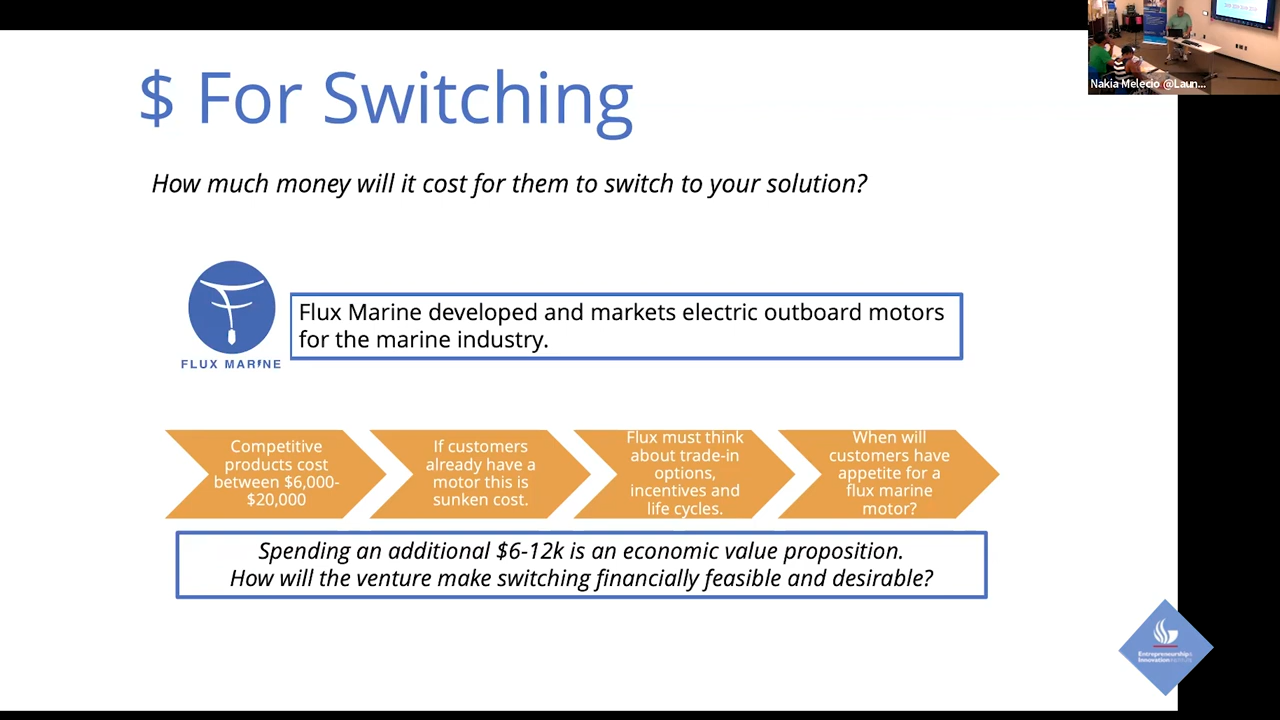 $ For Switching
Nakia Melecio @Laun...
How much money will it cost for them to switch to your solution?
FLUX MARINE
Flux Marine developed and markets electric outboard motors
for the marine industry.
Competitive
products cost
between $6,000-
$20,000
If customers
already have a
motor this is
sunken cost.
Flux must think
about trade-in
options,
incentives and
life cycles.
When will
customers have
appetite for a
flux marine
motor?
Spending an additional $6-12k is an economic value proposition.
How will the venture make switching financially feasible and desirable?
Entrepreneurship&
Innovation